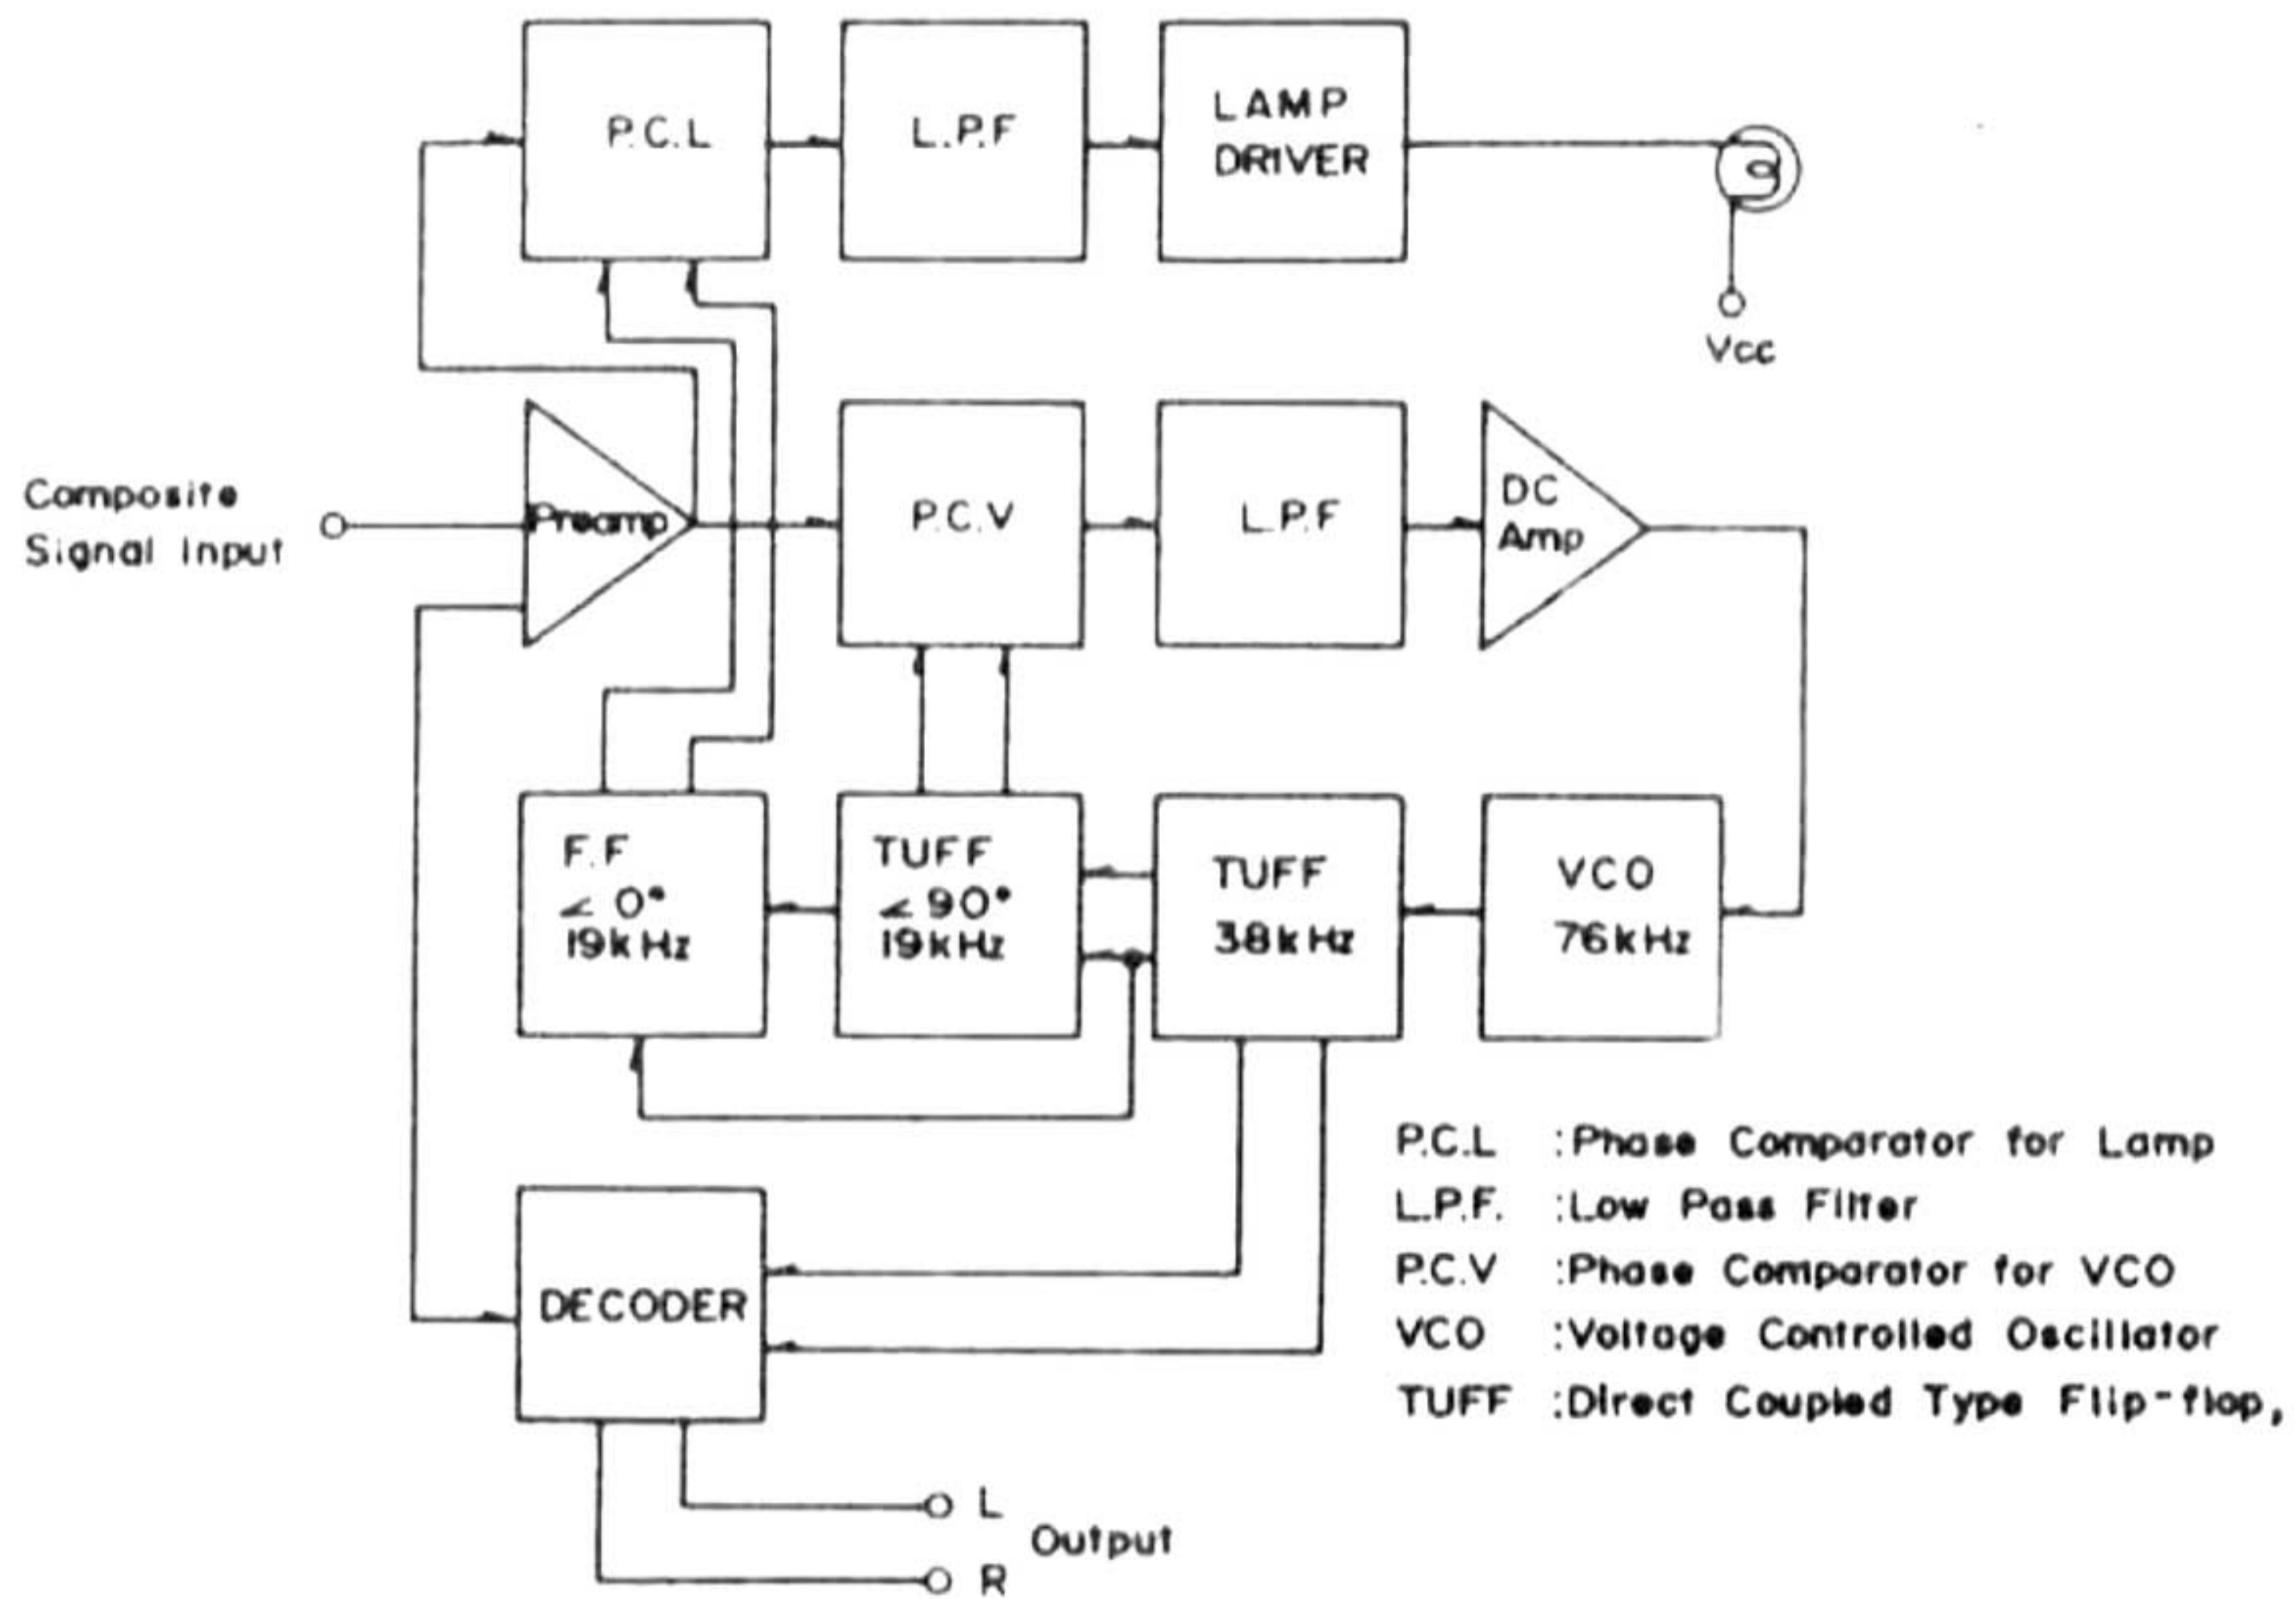 P.C.L
L.P.F
LAMP
DRIVER
Vcc
Composite
Signal Input
Preamp
P.C.V
L.P.F
DC
Amp
F.F
∠ 0°
19kHz
TUFF
∠ 90°
19kHz
TUFF
38kHz
VCO
76kHz
DECODER
L
Output
R
P.C.L :Phase Comparator for Lamp
L.P.F. :Low Pass Filter
P.C.V :Phase Comparator for VCO
VCO :Voltage Controlled Oscillator
TUFF :Direct Coupled Type Flip-flop,